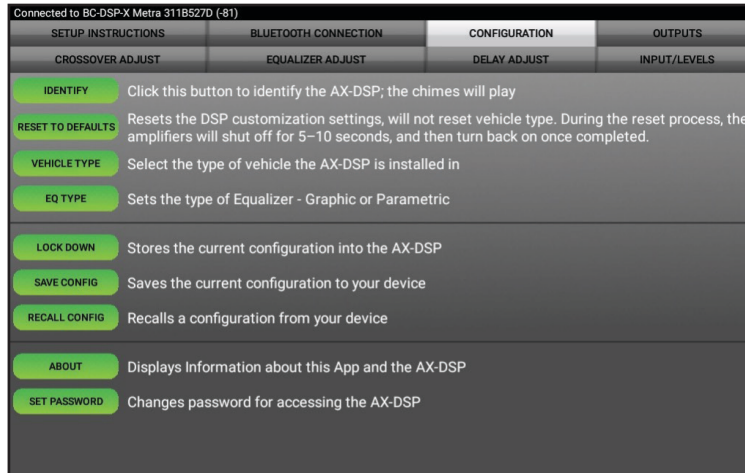 Connected to BC-DSP-X Metra 311B527D (-81)
SETUP INSTRUCTIONS BLUETOOTH CONNECTION CONFIGURATION OUTPUTS
CROSSOVER ADJUST EQUALIZER ADJUST DELAY ADJUST INPUT/LEVELS
IDENTIFY Click this button to identify the AX-DSP; the chimes will play
RESET TO DEFAULTS Resets the DSP customization settings, will not reset vehicle type. During the reset process, the
amplifiers will shut off for 5–10 seconds, and then turn back on once completed.
VEHICLE TYPE Select the type of vehicle the AX-DSP is installed in
EQ TYPE Sets the type of Equalizer - Graphic or Parametric
LOCK DOWN Stores the current configuration into the AX-DSP
SAVE CONFIG Saves the current configuration to your device
RECALL CONFIG Recalls a configuration from your device
ABOUT Displays Information about this App and the AX-DSP
SET PASSWORD Changes password for accessing the AX-DSP